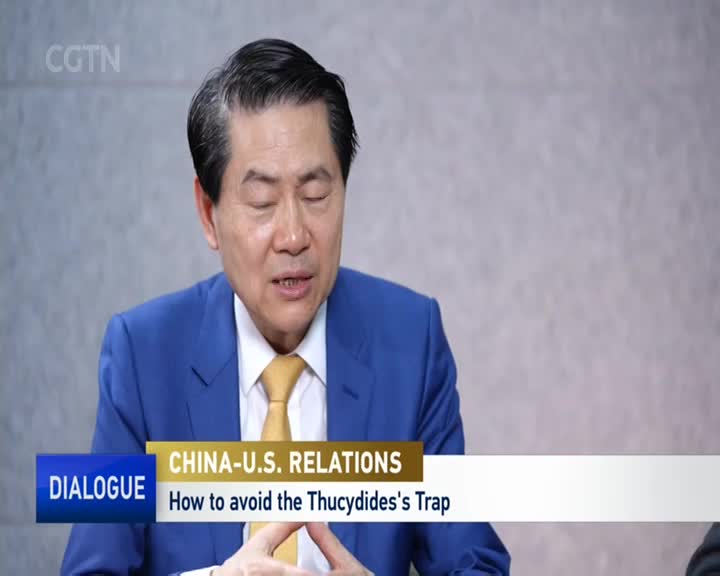 CGTN
CHINA-U.S. RELATIONS
DIALOGUE
How to avoid the Thucydides's Trap